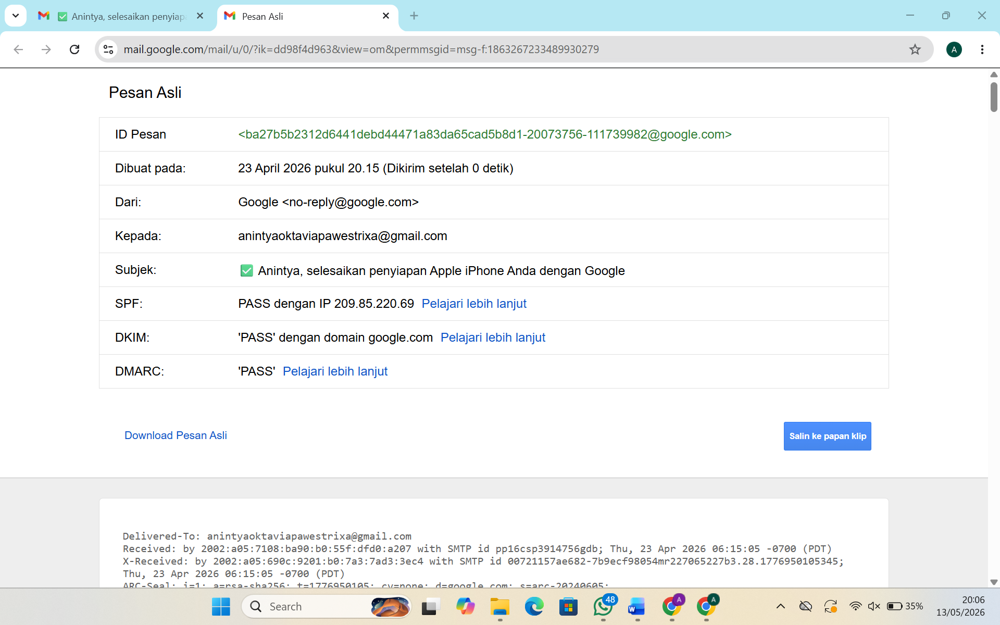 ✅ Anintya, selesaikan penyiap
Pesan Asli
mail.google.com/mail/u/0/?ik=dd98f4d963&view=om&permmsgid=msg-f:1863267233489930279
A
Pesan Asli
ID Pesan <ba27b5b2312d6441debd44471a83da65cad5b8d1-20073756-111739982@google.com>
Dibuat pada: 23 April 2026 pukul 20.15 (Dikirim setelah 0 detik)
Dari: Google <no-reply@google.com>
Kepada: anintyaoktaviapawestrixa@gmail.com
Subjek: ✅ Anintya, selesaikan penyiapan Apple iPhone Anda dengan Google
SPF: PASS dengan IP 209.85.220.69 Pelajari lebih lanjut
DKIM: 'PASS' dengan domain google.com Pelajari lebih lanjut
DMARC: 'PASS' Pelajari lebih lanjut
Download Pesan Asli
Salin ke papan klip
Delivered-To: anintyaoktaviapawestrixa@gmail.com
Received: by 2002:a05:7108:ba90:b0:55f:dfd0:a207 with SMTP id pp16csp3914756gdb; Thu, 23 Apr 2026 06:15:05 -0700 (PDT)
X-Received: by 2002:a05:690c:9201:b0:7a3:7ad3:3ec4 with SMTP id 00721157ae682-7b9ecf98054mr227065227b3.28.1776950105345;
Thu, 23 Apr 2026 06:15:05 -0700 (PDT)
ARC-Seal: i=1; a=rsa-sha256; t=1776950105; cv=none; d=google.com; s=arc-20240605;
Search
48
W
A
A
35%
20:06
13/05/2026